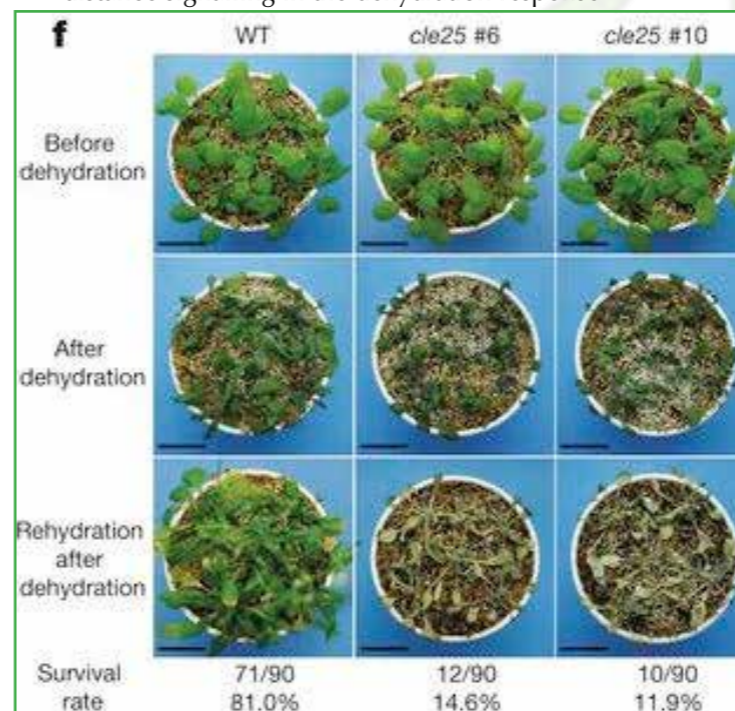 f
WT cle25 #6 cle25 #10
Before
dehydration
After
dehydration
Rehydration
after
dehydration
Survival 71/90 12/90 10/90
rate 81.0% 14.6% 11.9%